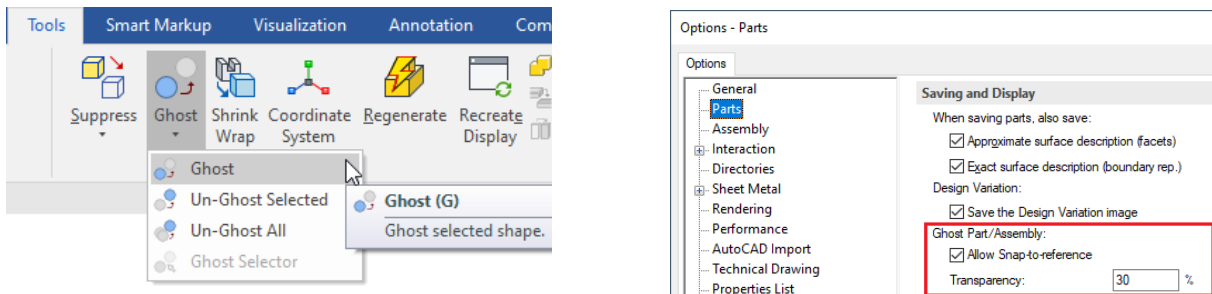 Tools Smart Markup Visualization Annotation Com
Suppress Ghost Shrink Wrap Coordinate System Regenerate Recreate Display
Ghost
Un-Ghost Selected
Un-Ghost All
Ghost Selector
Ghost (G)
Ghost selected shape.
Options - Parts
Options
General
Parts
Assembly
Interaction
Directories
Sheet Metal
Rendering
Performance
AutoCAD Import
Technical Drawing
Properties List
Saving and Display
When saving parts, also save:
Approximate surface description (facets)
Exact surface description (boundary rep.)
Design Variation:
Save the Design Variation image
Ghost Part/Assembly:
Allow Snap-to-reference
Transparency: 30 %